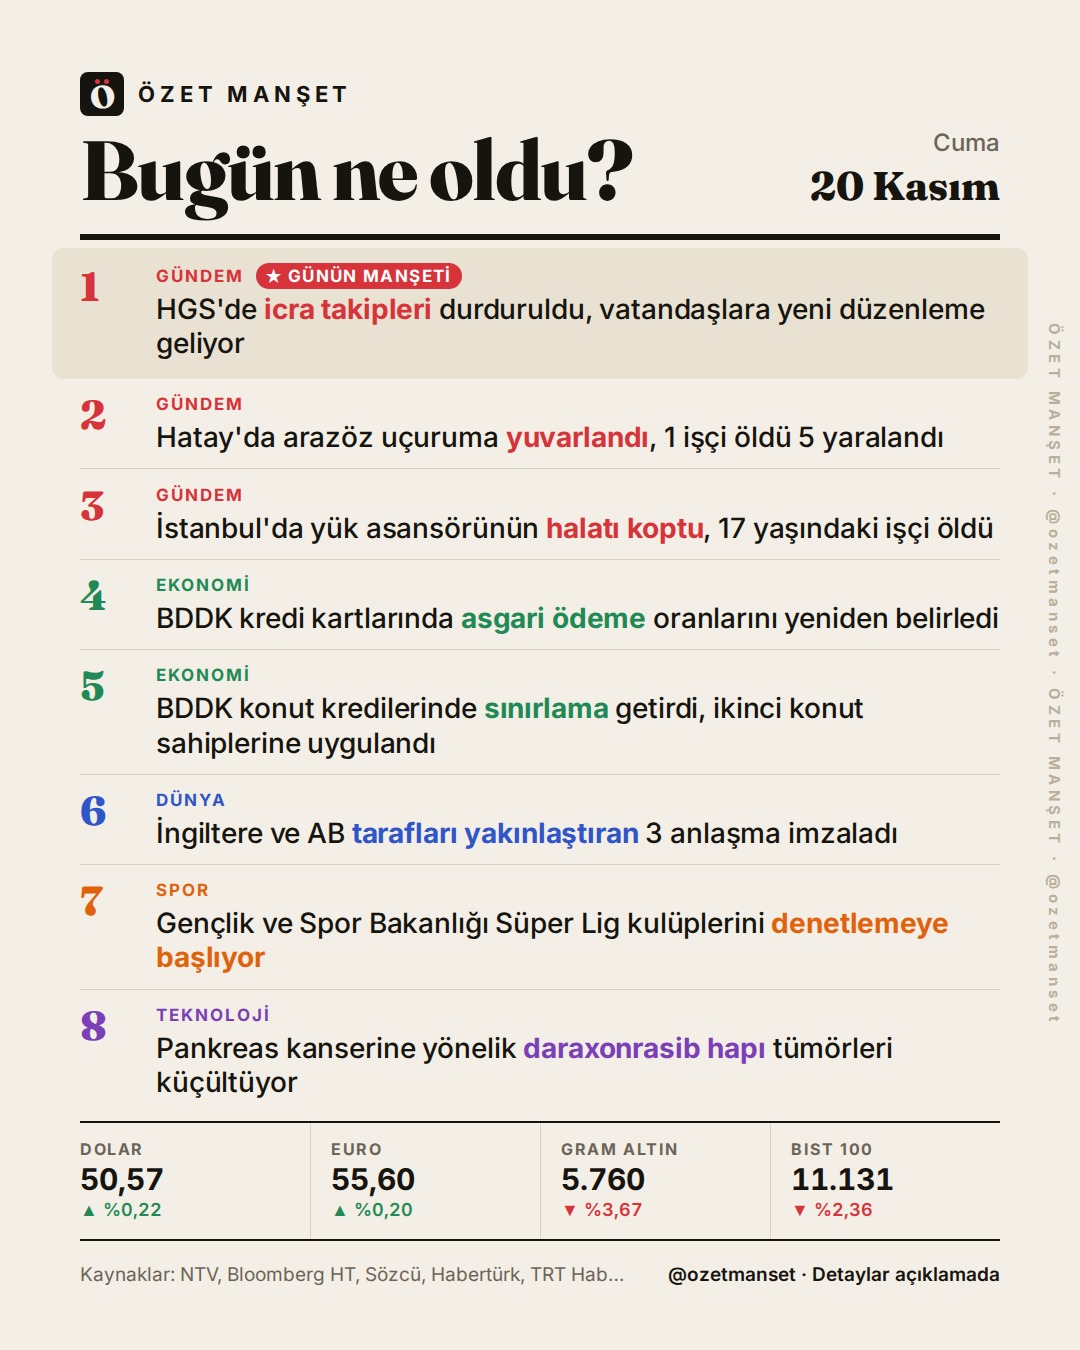 ö
ÖZET MANŞET
Bugün ne oldu?
Cuma
20 Kasım
1
GÜNDEM
★ GÜNÜN MANŞETİ
HGS'de icra takipleri durduruldu, vatandaşlara yeni düzenleme
geliyor
2
GÜNDEM
Hatay'da arazöz uçuruma yuvarlandı, 1 işçi öldü 5 yaralandı
3
GÜNDEM
İstanbul'da yük asansörünün halatı koptu, 17 yaşındaki işçi öldü
4
EKONOMİ
BDDK kredi kartlarında asgari ödeme oranlarını yeniden belirledi
5
EKONOMİ
BDDK konut kredilerinde sınırlama getirdi, ikinci konut
sahiplerine uygulandı
6
DÜNYA
İngiltere ve AB tarafları yakınlaştıran 3 anlaşma imzaladı
7
SPOR
Gençlik ve Spor Bakanlığı Süper Lig kulüplerini denetlemeye
başlıyor
8
TEKNOLOJİ
Pankreas kanserine yönelik daraxonrasib hapı tümörleri
küçültüyor
DOLAR
50,57
▲ %0,22
EURO
55,60
▲ %0,20
GRAM ALTIN
5.760
▼ %3,67
BIST 100
11.131
▼ %2,36
Kaynaklar: NTV, Bloomberg HT, Sözcü, Habertürk, TRT Hab...
@ozetmanset · Detaylar açıklamada
ÖZET MANŞET · @ozetmanset · ÖZET MANŞET · @ozetmanset